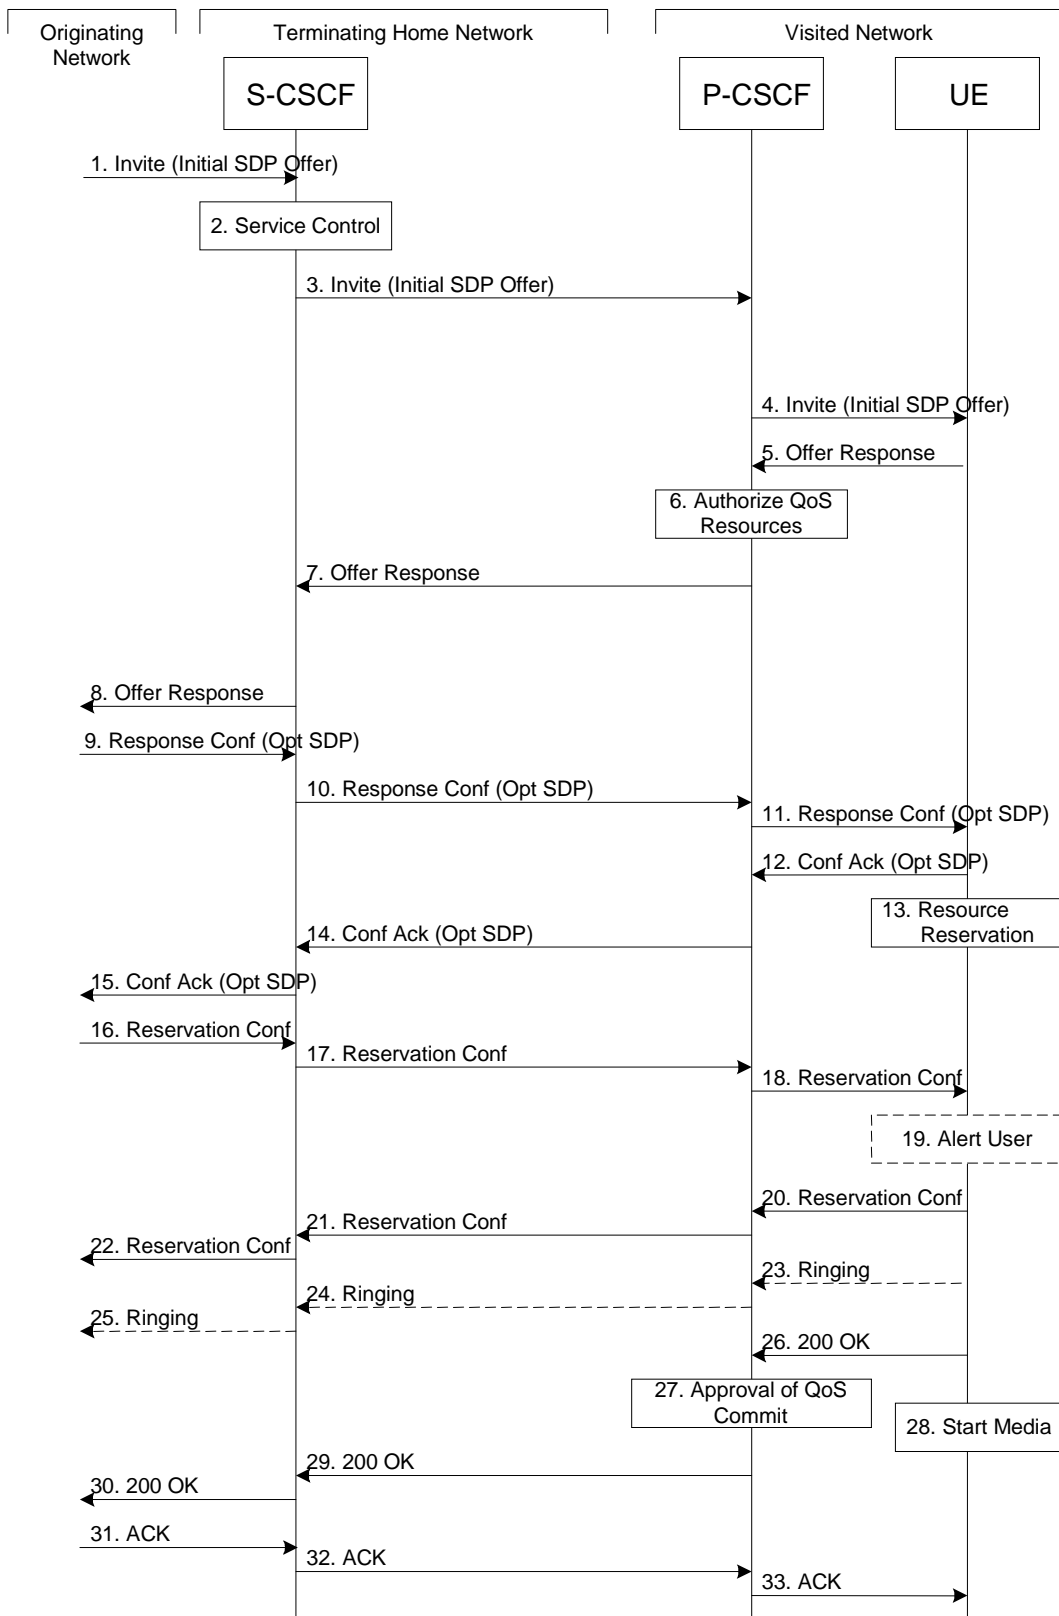 Originating
Network
Terminating Home Network
Visited Network
S-CSCF
P-CSCF
UE
1. Invite (Initial SDP Offer)
2. Service Control
3. Invite (Initial SDP Offer)
4. Invite (Initial SDP Offer)
5. Offer Response
6. Authorize QoS
Resources
7. Offer Response
8. Offer Response
9. Response Conf (Opt SDP)
10. Response Conf (Opt SDP)
11. Response Conf (Opt SDP)
12. Conf Ack (Opt SDP)
13. Resource
Reservation
14. Conf Ack (Opt SDP)
15. Conf Ack (Opt SDP)
16. Reservation Conf
17. Reservation Conf
18. Reservation Conf
19. Alert User
20. Reservation Conf
21. Reservation Conf
22. Reservation Conf
23. Ringing
24. Ringing
25. Ringing
26. 200 OK
27. Approval of QoS
Commit
28. Start Media
29. 200 OK
30. 200 OK
31. ACK
32. ACK
33. ACK